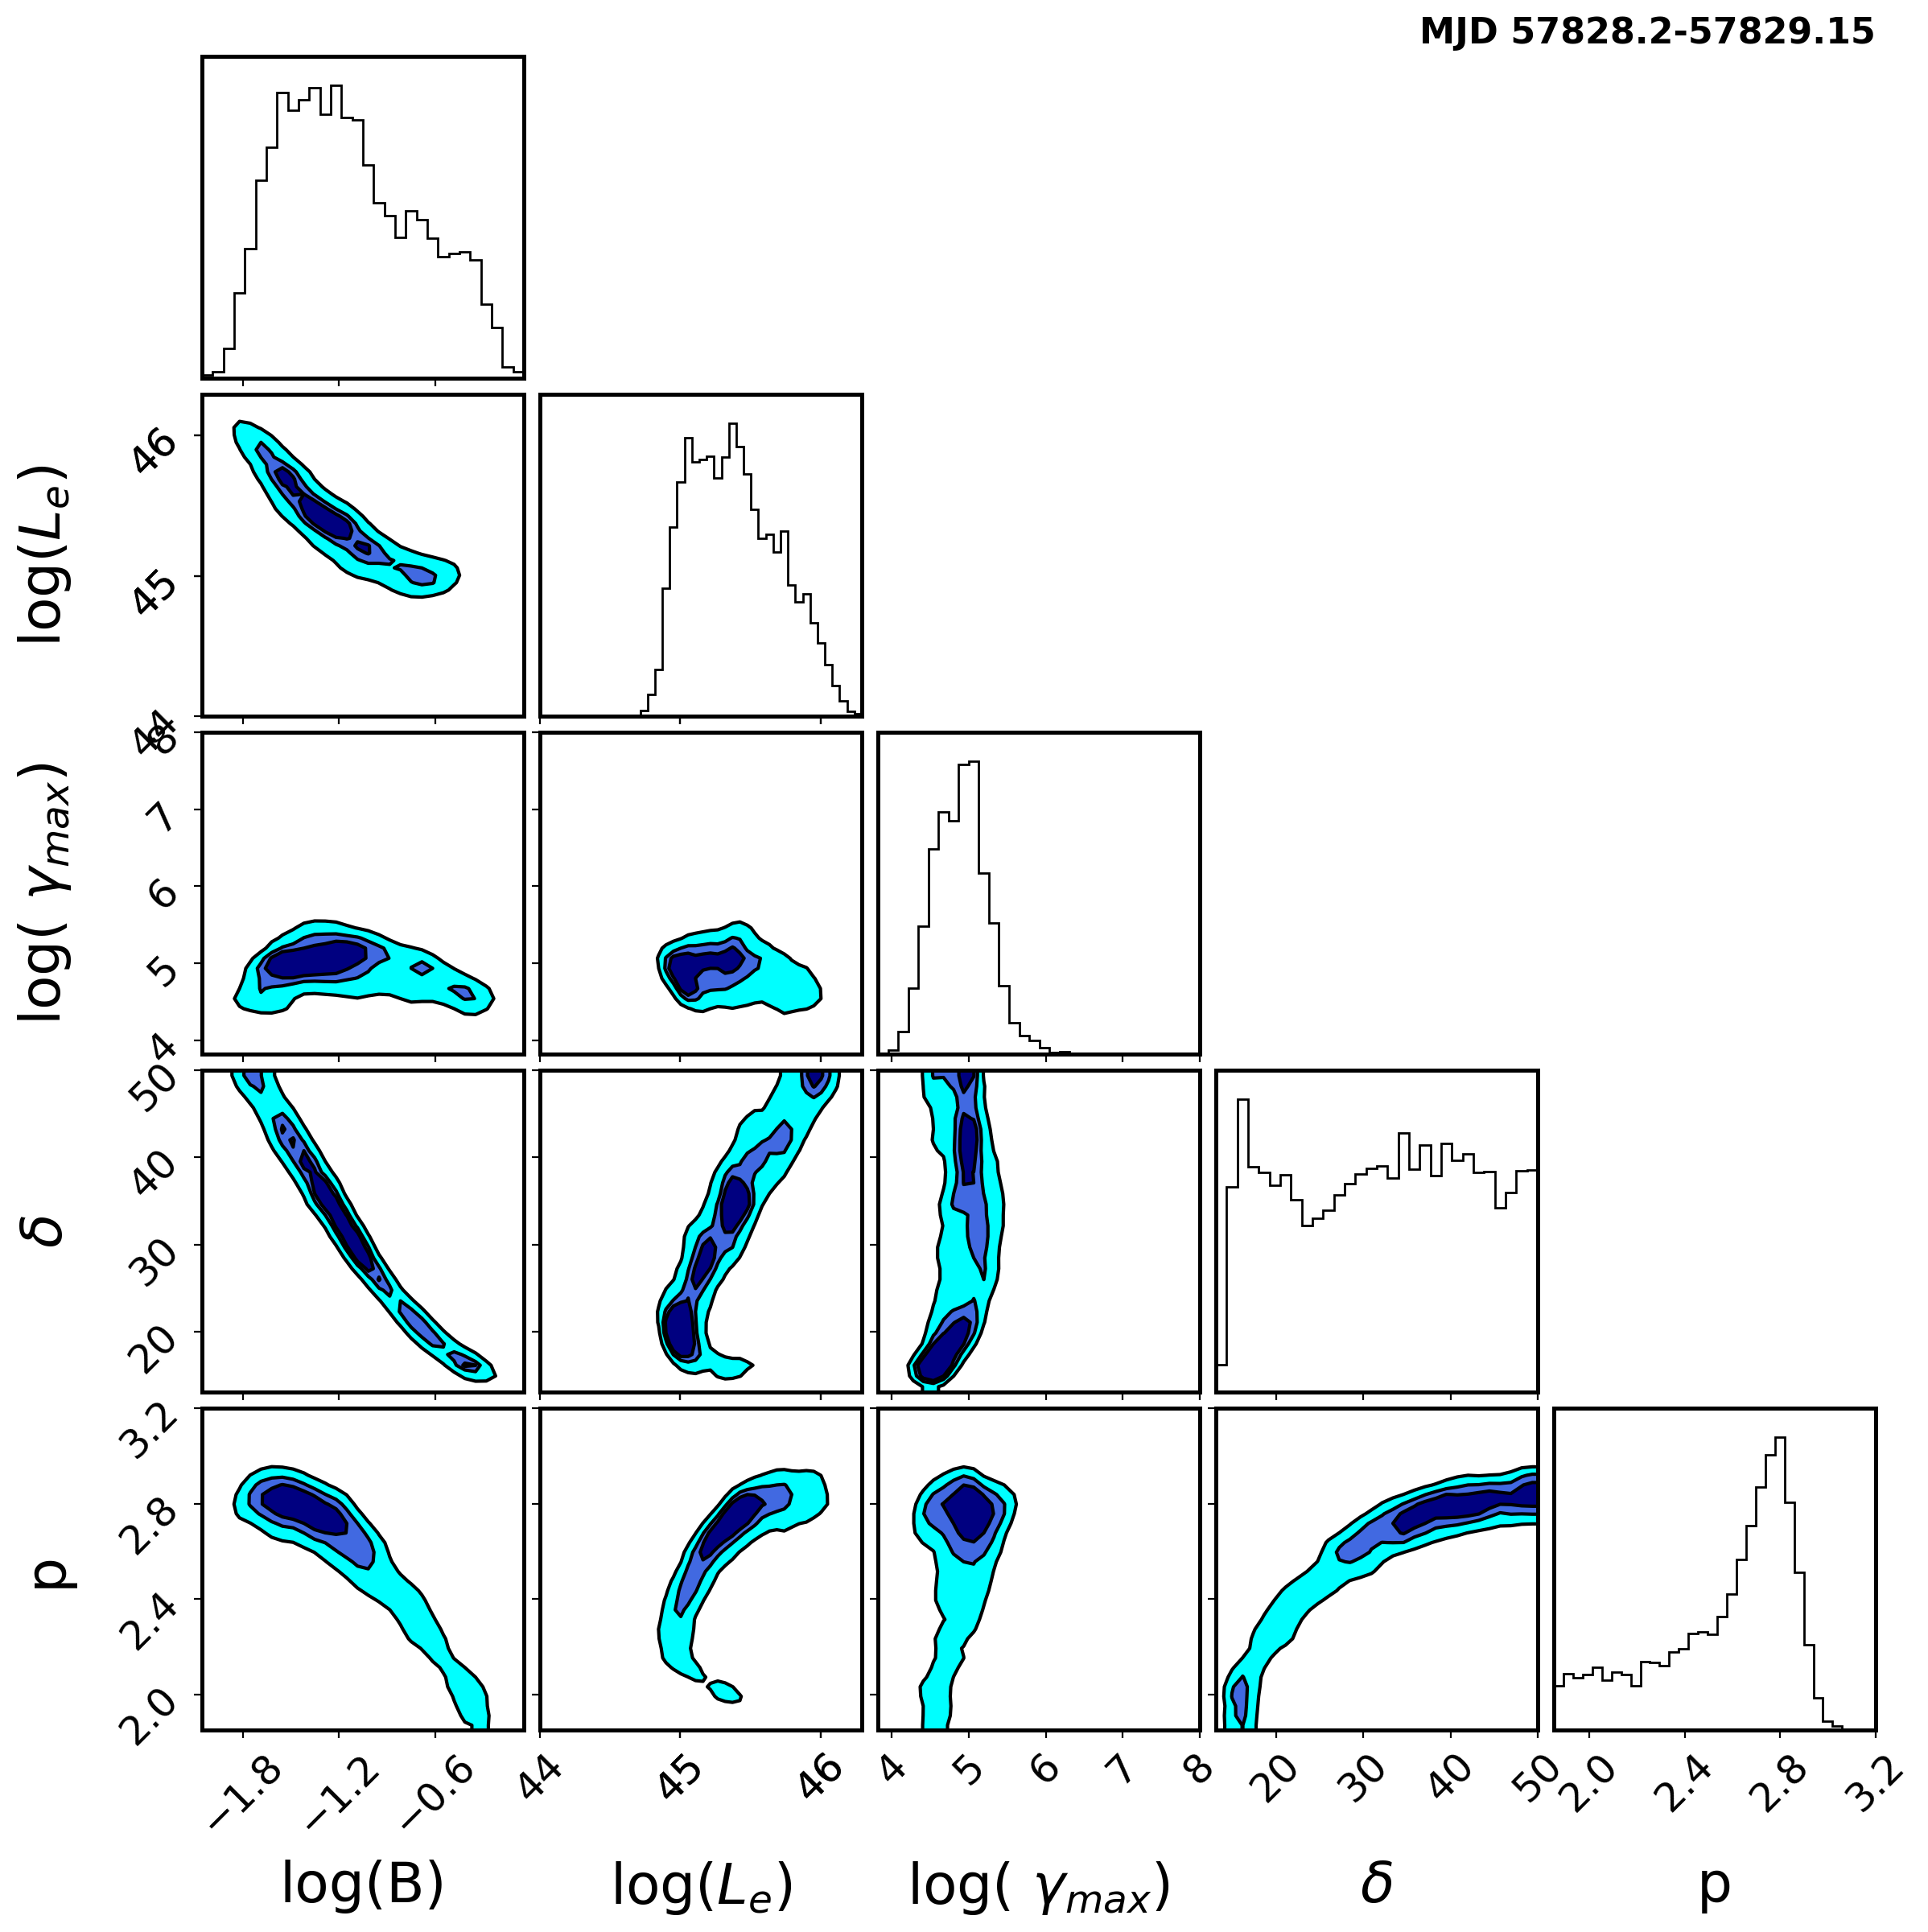 MJD 57828.2-57829.15
log(Lₑ)
46
45
44
log( γₘₐₓ)
8
7
6
5
4
δ
50
40
30
20
p
3.2
2.8
2.4
2.0
−1.8 −1.2 −0.6 44 45 46 4 5 6 7 8 20 30 40 50 2.0 2.4 2.8 3.2
log(B) log(Lₑ) log( γₘₐₓ) δ p